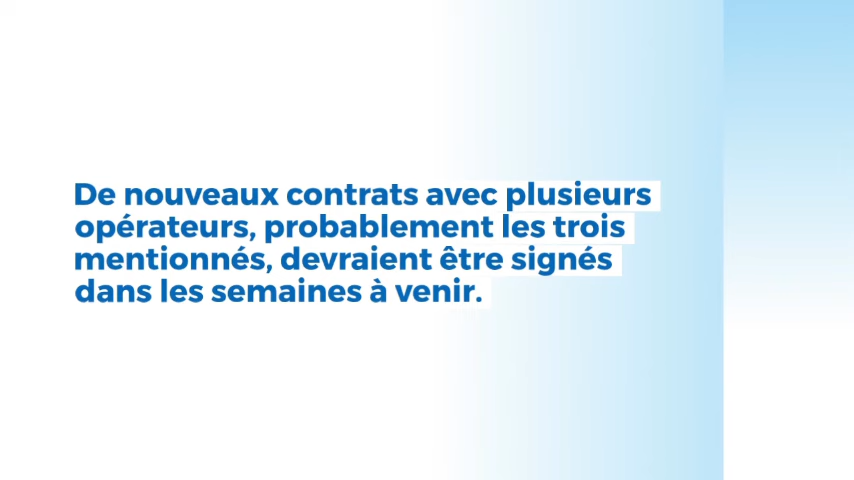 De nouveaux contrats avec plusieurs
opérateurs, probablement les trois
mentionnés, devraient être signés
dans les semaines à venir.